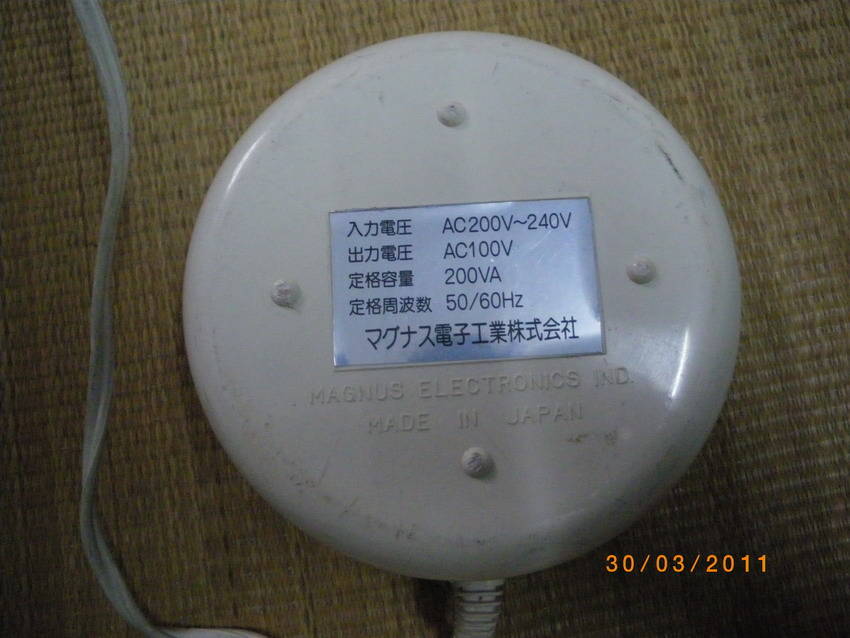 入力電圧 AC200V～240V
出力電圧 AC100V
定格容量 200VA
定格周波数 50/60Hz
マグナス電子工業株式会社
MAGNUS ELECTRONICS IND.
MADE IN JAPAN
30/03/2011